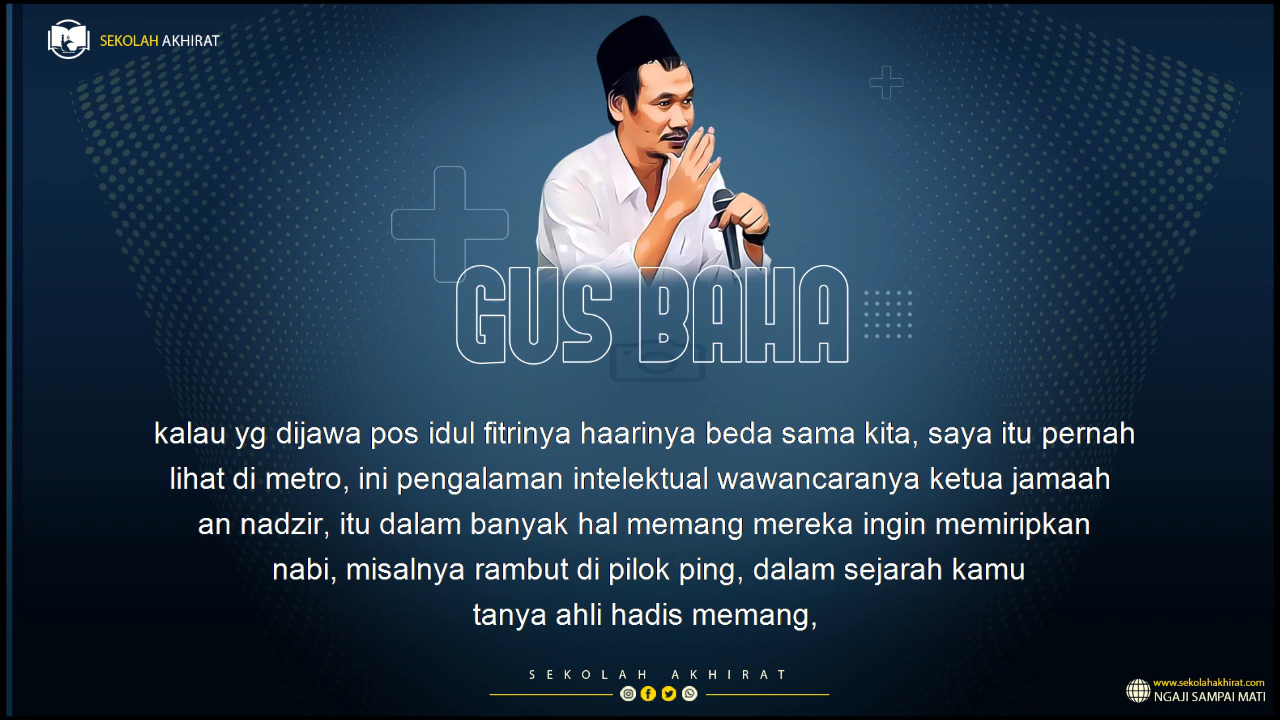 SEKOLAH AKHIRAT
GUS BAHA
kalau yg dijawa pos idul fitrinya haarinya beda sama kita, saya itu pernah
lihat di metro, ini pengalaman intelektual wawancaranya ketua jamaah
an nadzir, itu dalam banyak hal memang mereka ingin memiripkan
nabi, misalnya rambut di pilok ping, dalam sejarah kamu
tanya ahli hadis memang,
SEKOLAH AKHIRAT
www.sekolahakhirat.com
NGAJI SAMPAI MATI